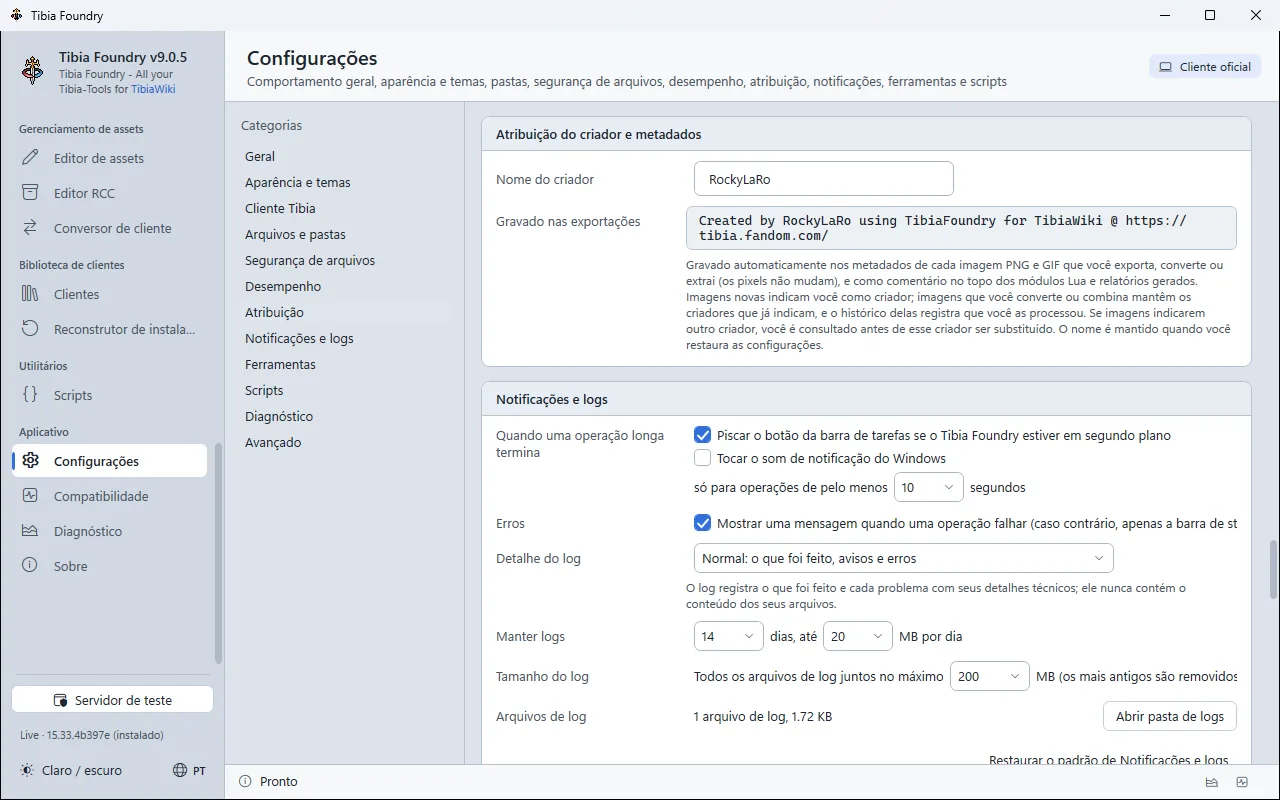 Tibia Foundry
Tibia Foundry v9.0.5
Tibia Foundry - All your
Tibia-Tools for TibiaWiki
Gerenciamento de assets
Editor de assets
Editor RCC
Conversor de cliente
Biblioteca de clientes
Clientes
Reconstrutor de instala...
Utilitários
Scripts
Aplicativo
Configurações
Compatibilidade
Diagnóstico
Sobre
Servidor de teste
Live · 15.33.4b397e (instalado)
Claro / escuro
PT
Configurações
Comportamento geral, aparência e temas, pastas, segurança de arquivos, desempenho, atribuição, notificações, ferramentas e scripts
Cliente oficial
Categorias
Geral
Aparência e temas
Cliente Tibia
Arquivos e pastas
Segurança de arquivos
Desempenho
Atribuição
Notificações e logs
Ferramentas
Scripts
Diagnóstico
Avançado
Atribuição do criador e metadados
Nome do criador
RockyLaRo
Gravado nas exportações
Created by RockyLaRo using TibiaFoundry for TibiaWiki @ https://
tibia.fandom.com/
Gravado automaticamente nos metadados de cada imagem PNG e GIF que você exporta, converte ou
extrai (os pixels não mudam), e como comentário no topo dos módulos Lua e relatórios gerados.
Imagens novas indicam você como criador; imagens que você converte ou combina mantêm os
criadores que já indicam, e o histórico delas registra que você as processou. Se imagens indicarem
outro criador, você é consultado antes de esse criador ser substituído. O nome é mantido quando você
restaura as configurações.
Notificações e logs
Quando uma operação longa
termina
Piscar o botão da barra de tarefas se o Tibia Foundry estiver em segundo plano
Tocar o som de notificação do Windows
só para operações de pelo menos 10 segundos
Erros
Mostrar uma mensagem quando uma operação falhar (caso contrário, apenas a barra de st
Detalhe do log
Normal: o que foi feito, avisos e erros
O log registra o que foi feito e cada problema com seus detalhes técnicos; ele nunca contém o
conteúdo dos seus arquivos.
Manter logs
14 dias, até 20 MB por dia
Tamanho do log
Todos os arquivos de log juntos no máximo 200 MB (os mais antigos são removidos
Arquivos de log
1 arquivo de log, 1.72 KB
Abrir pasta de logs
Restaurar o padrão de Notificações e logs
Pronto